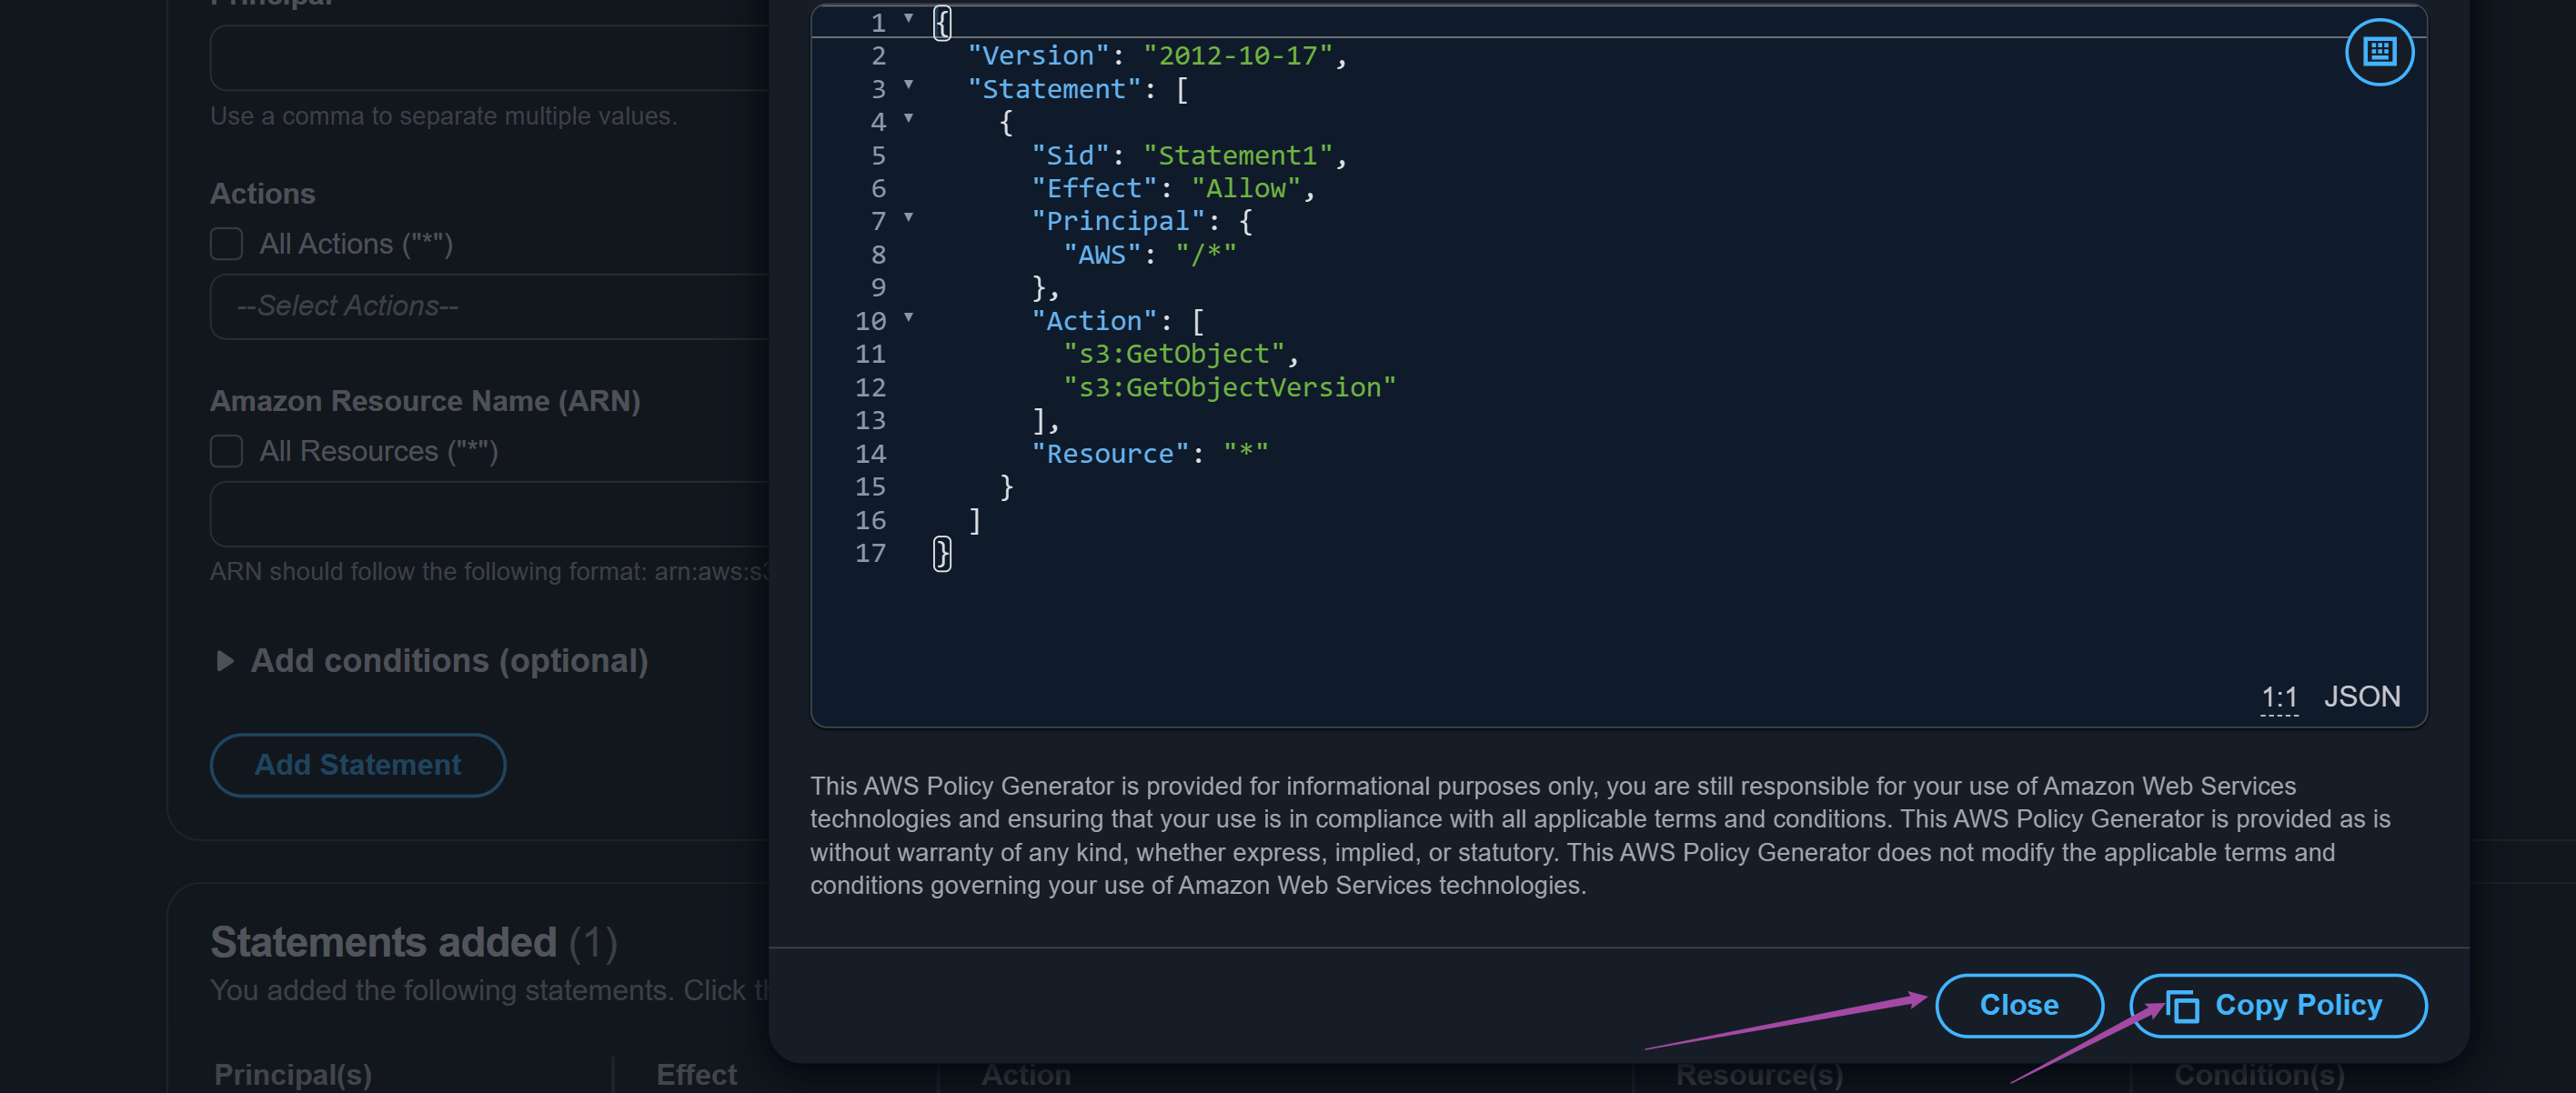 Principal
Use a comma to separate multiple values.
Actions
All Actions ("*")
--Select Actions--
Amazon Resource Name (ARN)
All Resources ("*")
ARN should follow the following format: arn:aws:s3
Add conditions (optional)
Add Statement
Statements added (1)
You added the following statements. Click th
Principal(s)
Effect
Action
Resource(s)
Condition(s)
1 {
2 "Version": "2012-10-17",
3 "Statement": [
4 {
5 "Sid": "Statement1",
6 "Effect": "Allow",
7 "Principal": {
8 "AWS": "/*"
9 },
10 "Action": [
11 "s3:GetObject",
12 "s3:GetObjectVersion"
13 ],
14 "Resource": "*"
15 }
16 ]
17 }
1:1 JSON
This AWS Policy Generator is provided for informational purposes only, you are still responsible for your use of Amazon Web Services
technologies and ensuring that your use is in compliance with all applicable terms and conditions. This AWS Policy Generator is provided as is
without warranty of any kind, whether express, implied, or statutory. This AWS Policy Generator does not modify the applicable terms and
conditions governing your use of Amazon Web Services technologies.
Close
Copy Policy